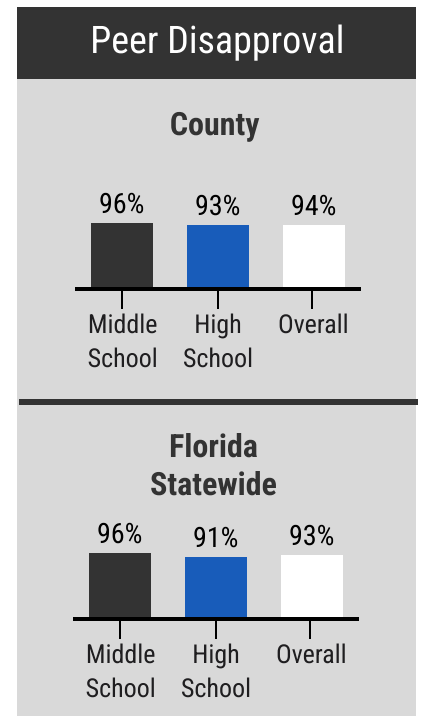 Peer Disapproval
County
96% 93% 94%
Middle School
High School
Overall
Florida
Statewide
96% 91% 93%
Middle School
High School
Overall